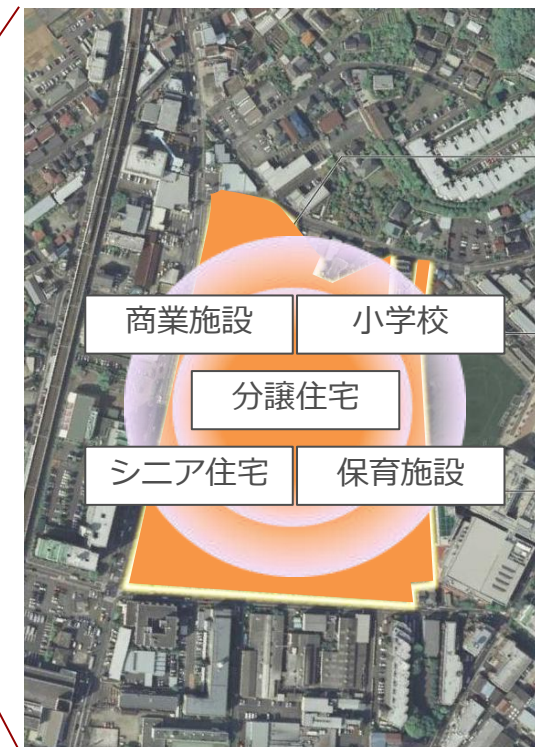 商業施設
小学校
分譲住宅
シニア住宅
保育施設